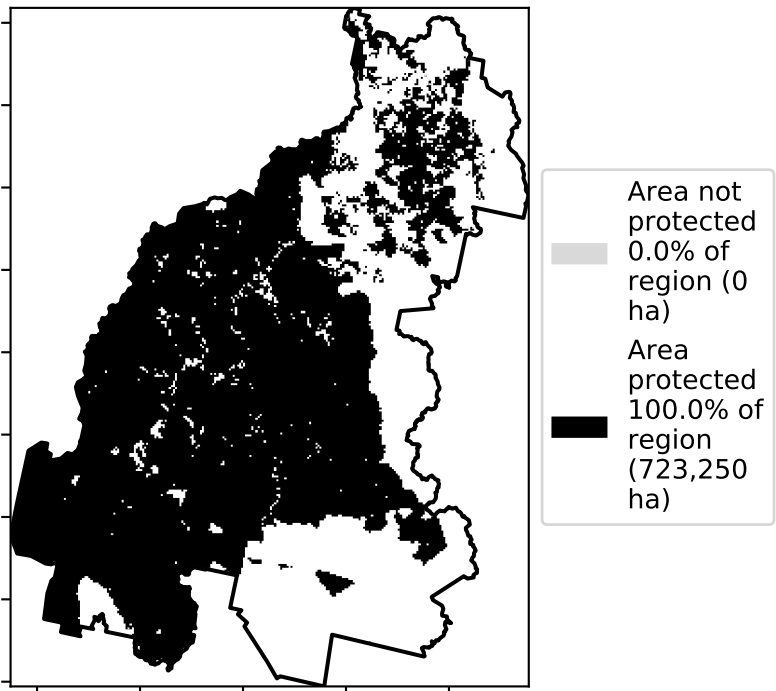 Area not
protected
0.0% of
region (0
ha)
Area
protected
100.0% of
region
(723,250
ha)